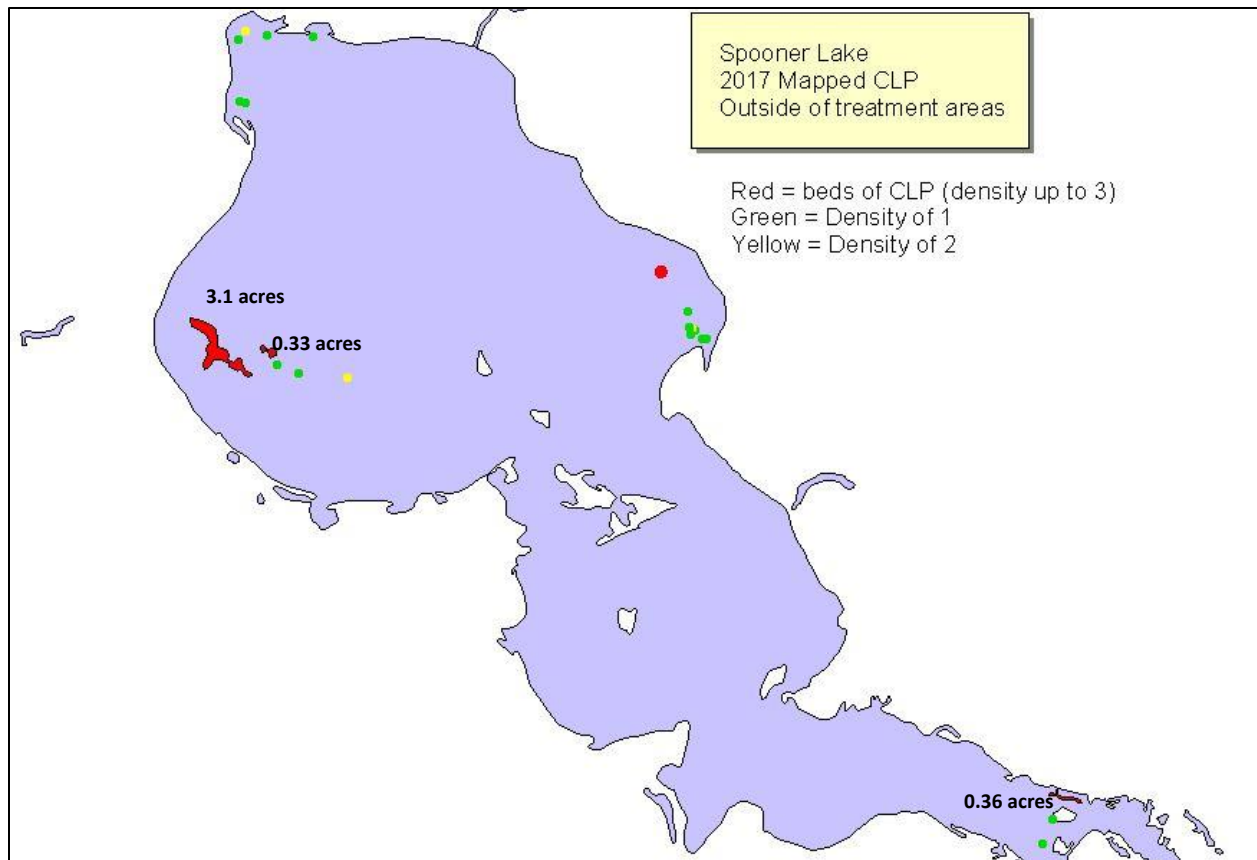 Spooner Lake
2017 Mapped CLP
Outside of treatment areas
Red = beds of CLP (density up to 3)
Green = Density of 1
Yellow = Density of 2
3.1 acres
0.33 acres
0.36 acres